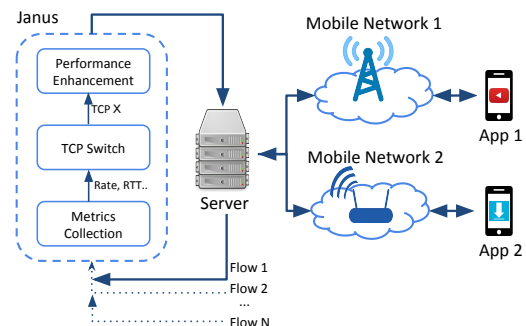 Janus
Performance
Enhancement
TCP X
TCP Switch
Rate, RTT..
Metrics
Collection
Server
Flow 1
Flow 2
...
Flow N
Mobile Network 1
App 1
Mobile Network 2
App 2